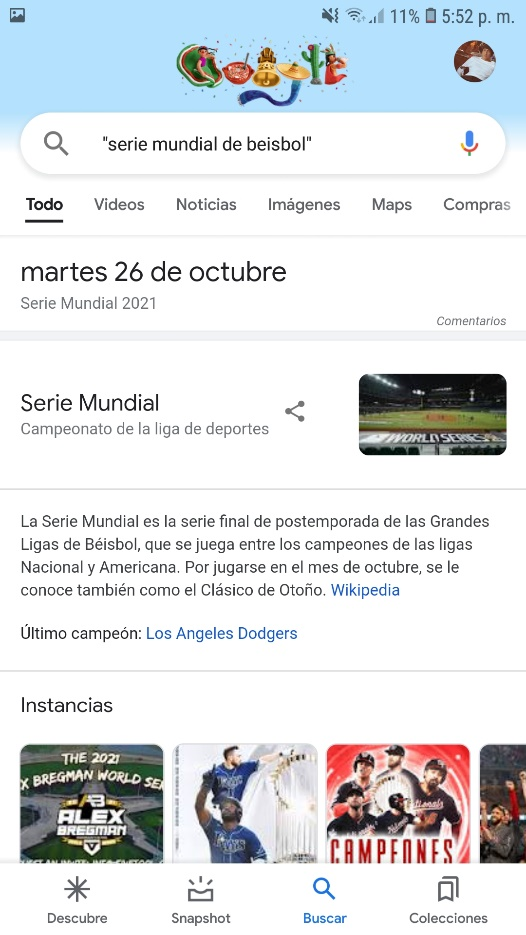 11% 5:52 p. m.
Google
"serie mundial de beisbol"
Todo Videos Noticias Imágenes Maps Compras
martes 26 de octubre
Serie Mundial 2021
Comentarios
Serie Mundial
Campeonato de la liga de deportes
WORLD SERIES
La Serie Mundial es la serie final de postemporada de las Grandes
Ligas de Béisbol, que se juega entre los campeones de las ligas
Nacional y Americana. Por jugarse en el mes de octubre, se le
conoce también como el Clásico de Otoño. Wikipedia
Último campeón: Los Angeles Dodgers
Instancias
THE 2021
X BREGMAN WORLD SE
ALEX
BREGMAN
Nationals
CAMPEONES
Descubre Snapshot Buscar Colecciones